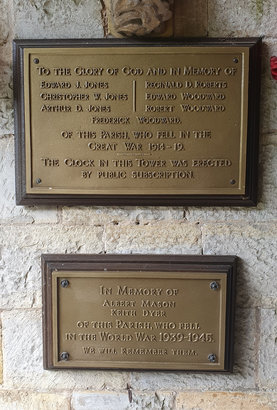 To the Glory of God and in Memory of
Edward J. Jones
Christopher W. Jones
Arthur D. Jones
Reginald D. Roberts
Edward Woodward
Robert Woodward
Frederick Woodward.
of this Parish, who fell in the
Great War 1914-19.
The Clock in this Tower was erected
by public subscription.
In Memory of
Albert Mason
Keith Dyer
of this Parish, who fell
in the World War 1939-1945
We will remember them.